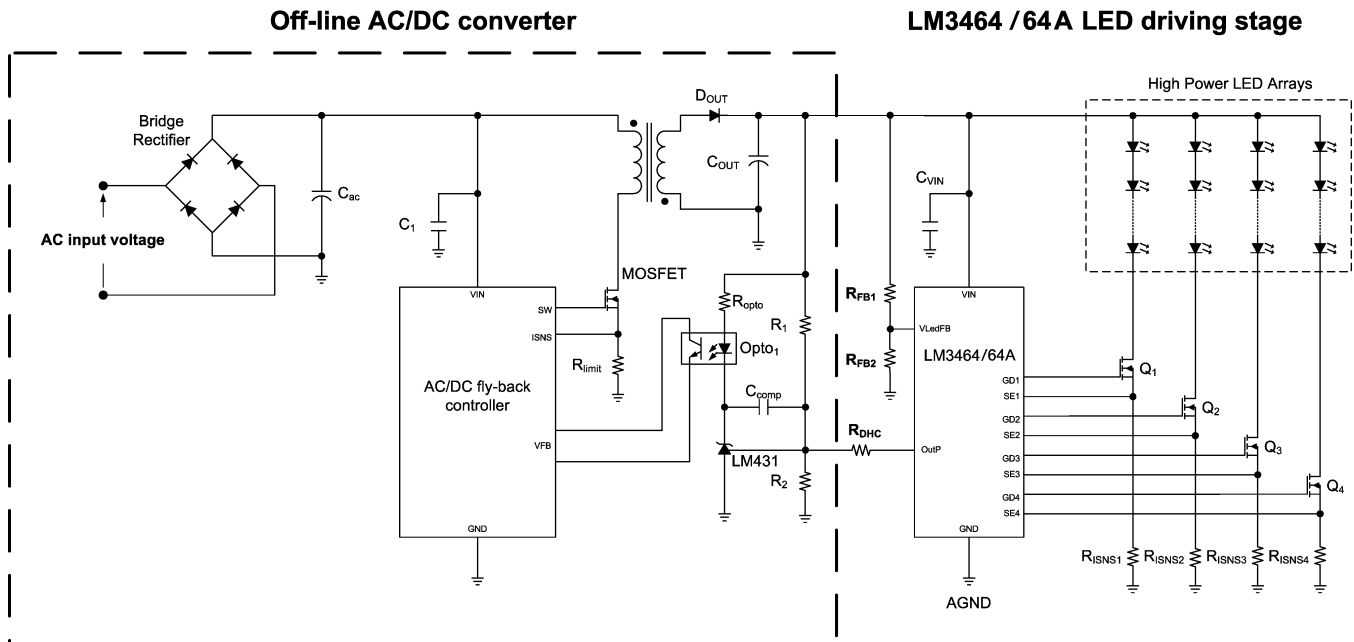 Off-line AC/DC converter
LM3464 / 64A LED driving stage
High Power LED Arrays
Bridge
Rectifier
DOUT
COUT
Cac
CVIN
C1
AC input voltage
MOSFET
VIN
SW
ISNS
Rlimit
AC/DC fly-back
controller
VFB
GND
Ropto
R1
Opto1
Ccomp
LM431
R2
RDHC
RFB1
RFB2
VIN
VLedFB
LM3464/64A
GD1
SE1
GD2
SE2
OutP
GD3
SE3
GD4
SE4
GND
AGND
Q1
Q2
Q3
Q4
RISNS1
RISNS2
RISNS3
RISNS4